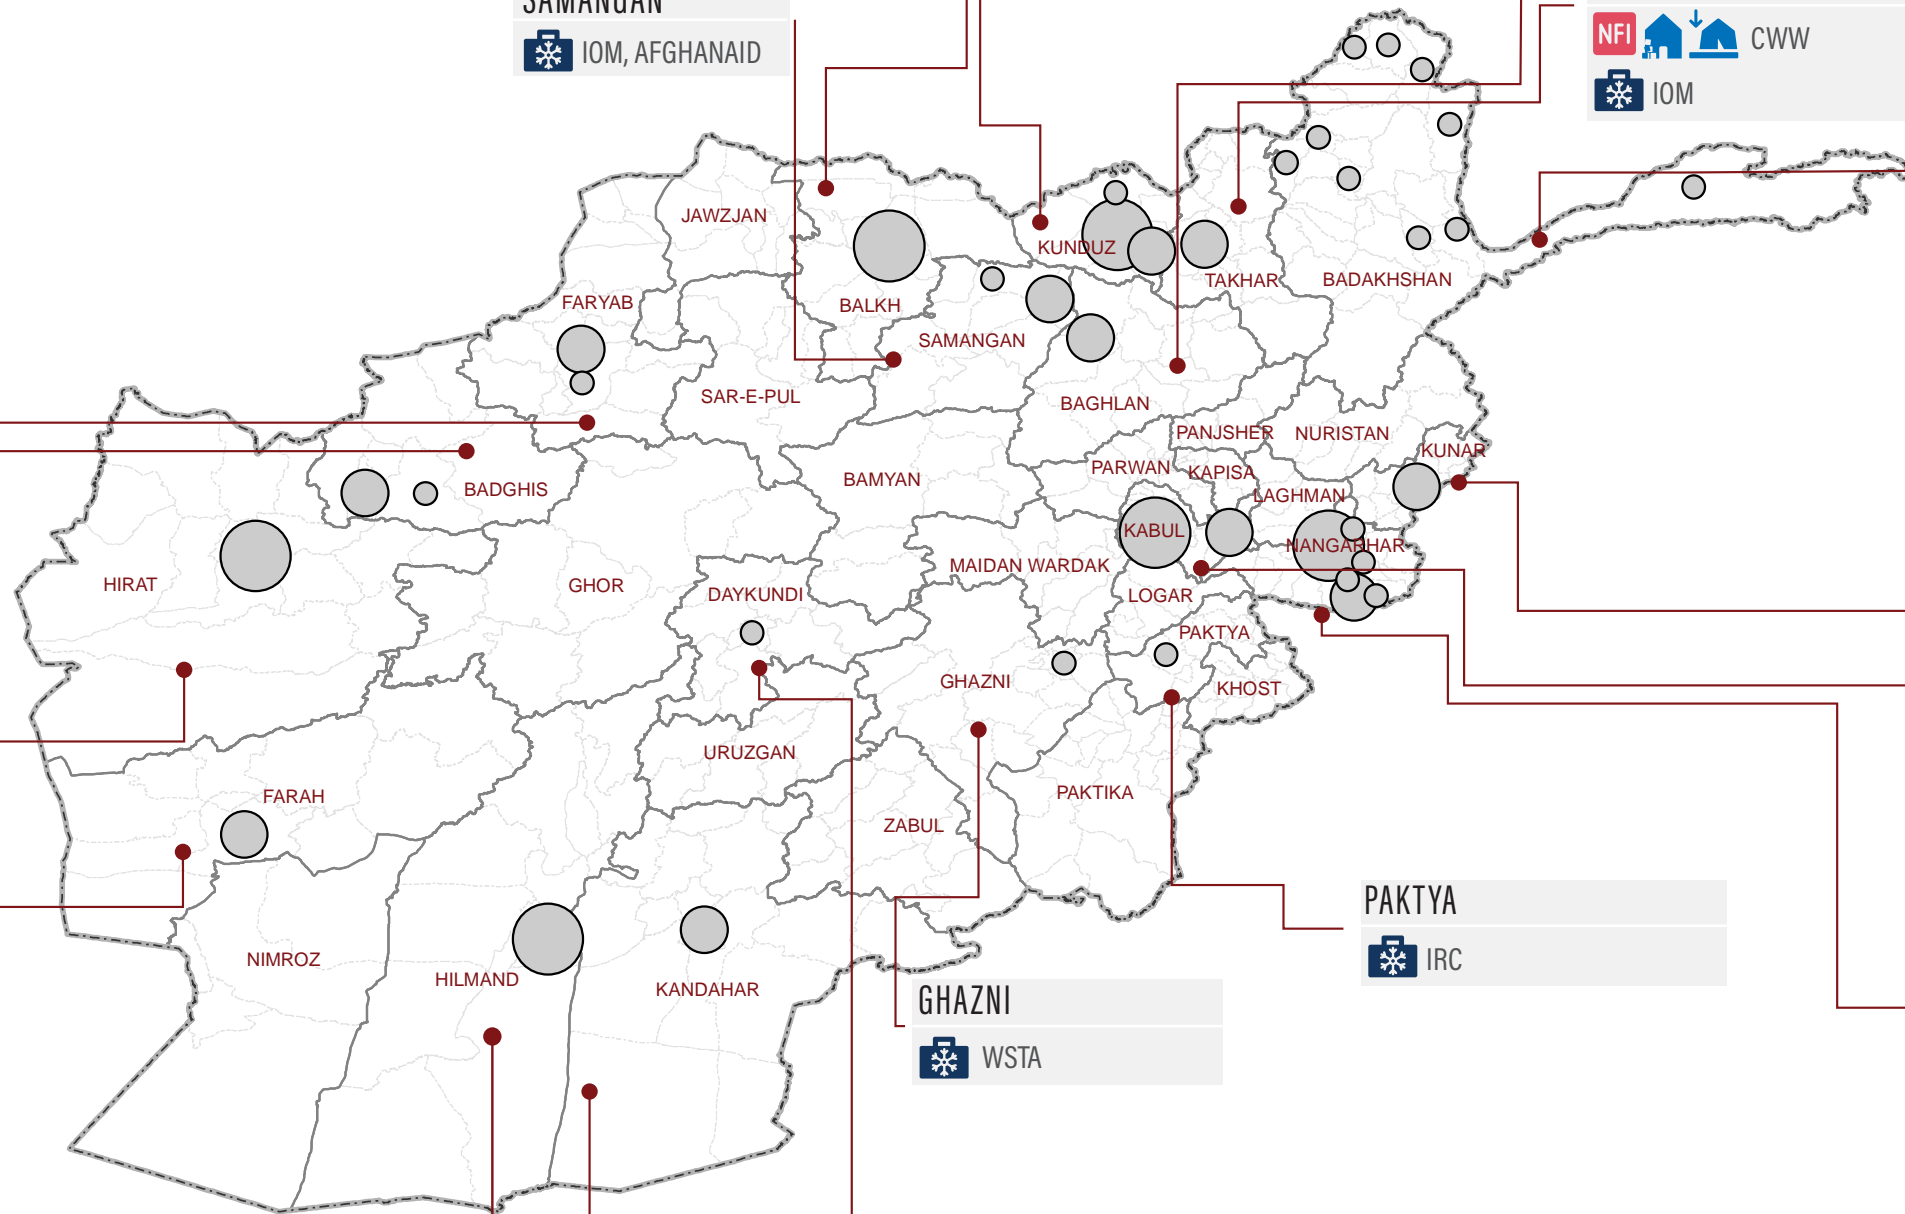 SAMANGAN
IOM, AFGHANAID
NFI CWW
IOM
JAWZJAN
KUNDUZ
TAKHAR
BADAKHSHAN
FARYAB
BALKH
SAMANGAN
SAR-E-PUL
BAGHLAN
PANJSHER
NURISTAN
KUNAR
PARWAN
KAPISA
BAMYAN
BADGHIS
LAGHMAN
KABUL
NANGARHAR
MAIDAN WARDAK
HIRAT
GHOR
DAYKUNDI
LOGAR
PAKTYA
GHAZNI
KHOST
URUZGAN
PAKTIKA
FARAH
ZABUL
NIMROZ
HILMAND
KANDAHAR
PAKTYA
IRC
GHAZNI
WSTA